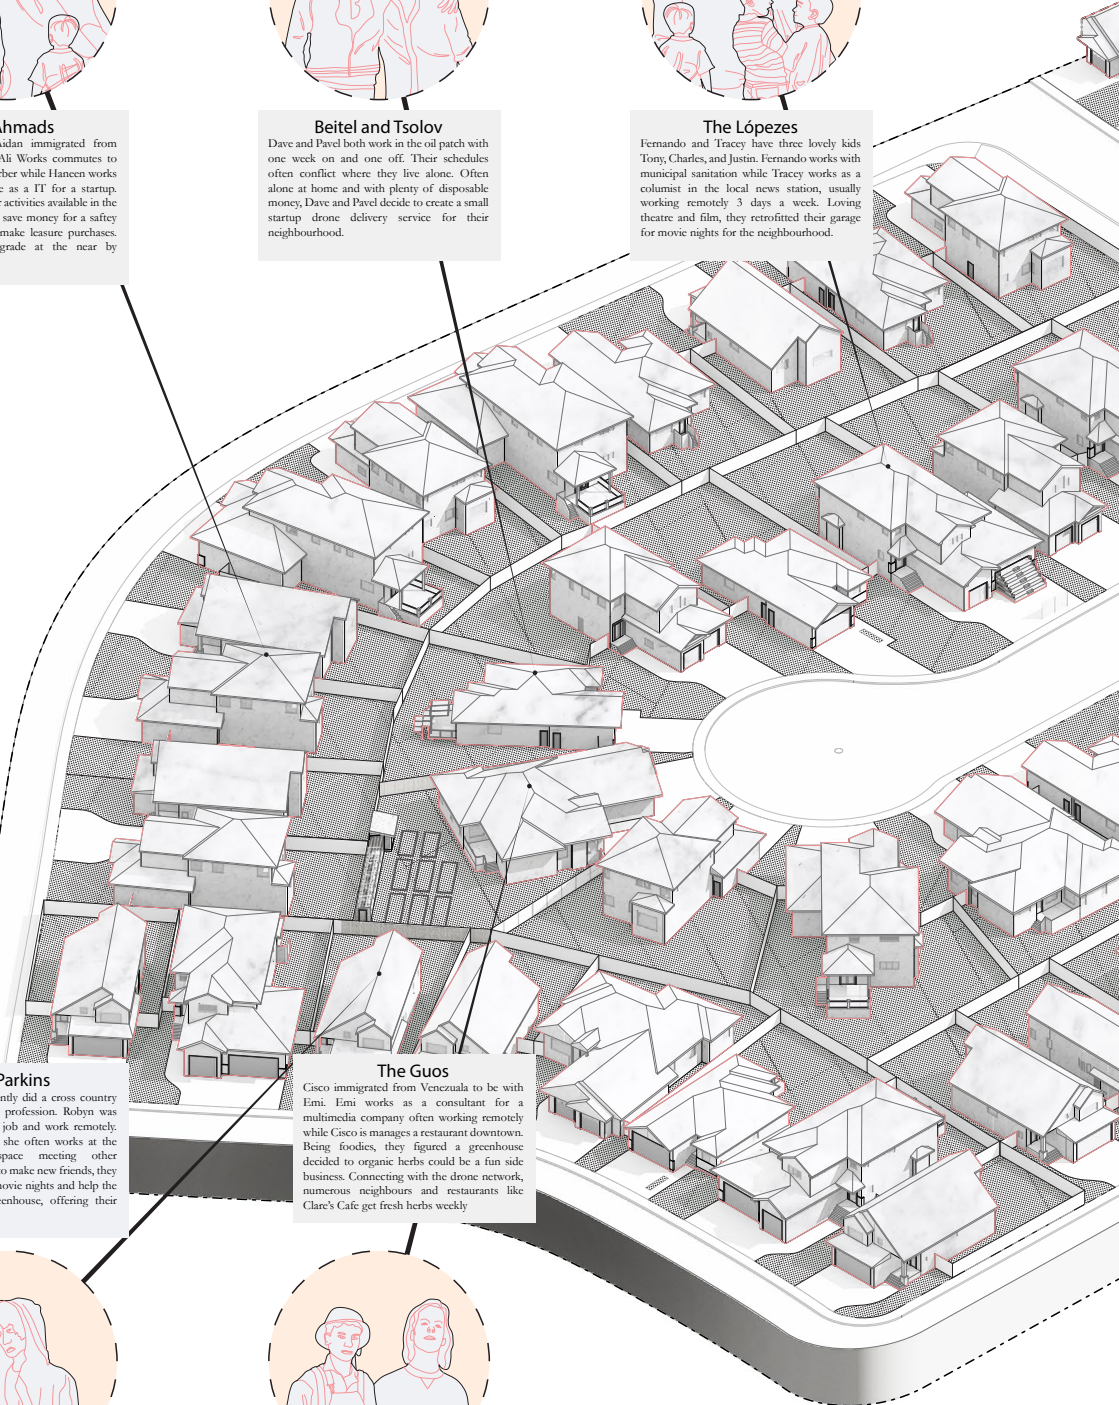 Ahmads
Aidan immigrated from
Ali Works commutes to
rber while Haneen works
e as a IT for a startup.
r activities available in the
save money for a saftey
make leasure purchases.
grade at the near by
Beitel and Tsolov
Dave and Pavel both work in the oil patch with
one week on and one off. Their schedules
often conflict where they live alone. Often
alone at home and with plenty of disposable
money, Dave and Pavel decide to create a small
startup drone delivery service for their
neighbourhood.
The Lópezes
Fernando and Tracey have three lovely kids
Tony, Charles, and Justin. Fernando works with
municipal sanitation while Tracey works as a
columist in the local news station, usually
working remotely 3 days a week. Loving
theatre and film, they retrofitted their garage
for movie nights for the neighbourhood.
Parkins
ntly did a cross country
profession. Robyn was
job and work remotely.
she often works at the
space meeting other
to make new friends, they
movie nights and help the
eenhouse, offering their
The Guos
Cisco immigrated from Venezuala to be with
Emi. Emi works as a consultant for a
multimedia company often working remotely
while Cisco is manages a restaurant downtown.
Being foodies, they figured a greenhouse
decided to organic herbs could be a fun side
business. Connecting with the drone network,
numerous neighbours and restaurants like
Clare's Cafe get fresh herbs weekly